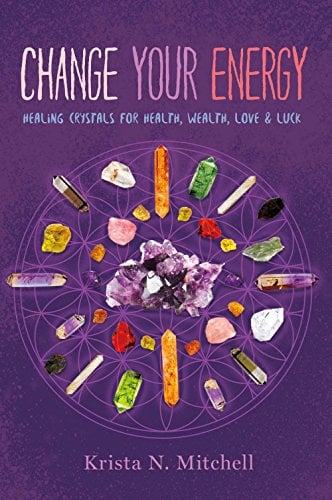 CHANGE YOUR ENERGY
HEALING CRYSTALS FOR HEALTH, WEALTH, LOVE & LUCK
Krista N. Mitchell